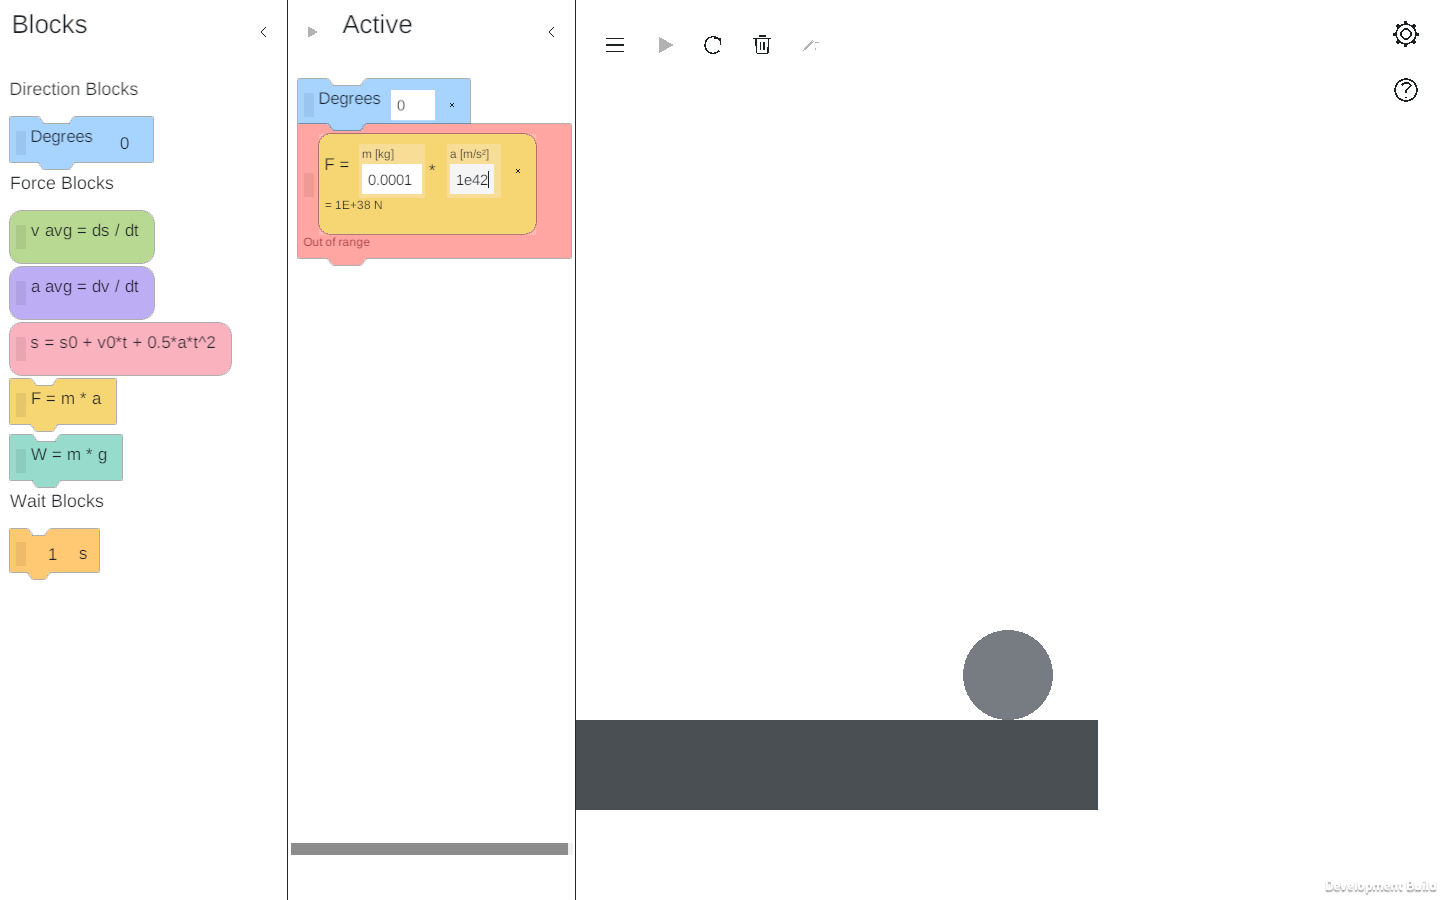 Blocks
Direction Blocks
Degrees 0
Force Blocks
v avg = ds / dt
a avg = dv / dt
s = s0 + v0*t + 0.5*a*t^2
F = m * a
W = m * g
Wait Blocks
1 s
Active
Degrees 0 ×
m [kg] a [m/s²]
F = 0.0001 * 1e42 ×
= 1E+38 N
Out of range
Development Build